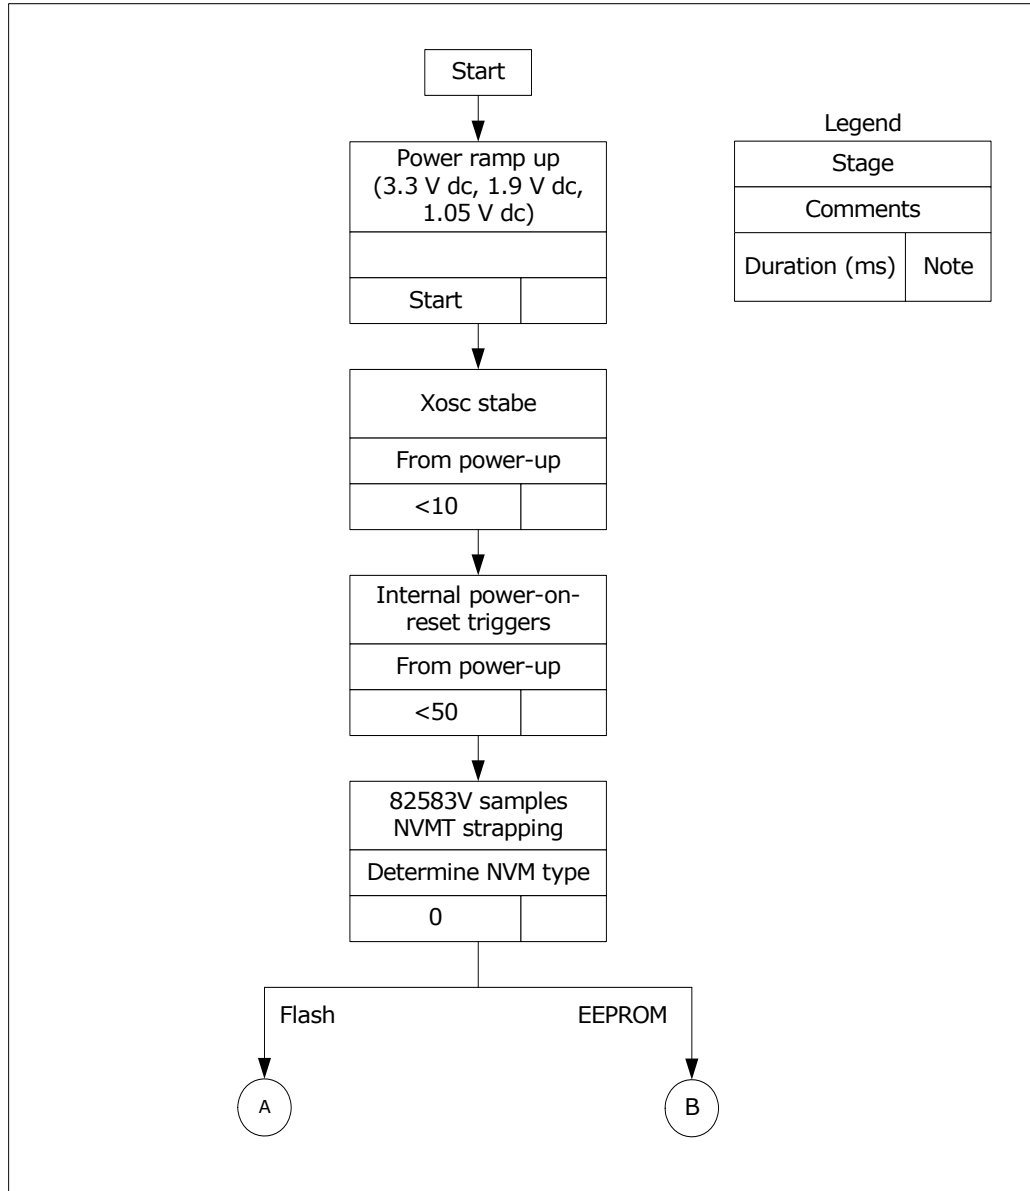 Start
Power ramp up
(3.3 V dc, 1.9 V dc,
1.05 V dc)
Start
Legend
Stage
Comments
Duration (ms)
Note
Xosc stabe
From power-up
<10
Internal power-on-
reset triggers
From power-up
<50
82583V samples
NVMT strapping
Determine NVM type
0
Flash
EEPROM
A
B